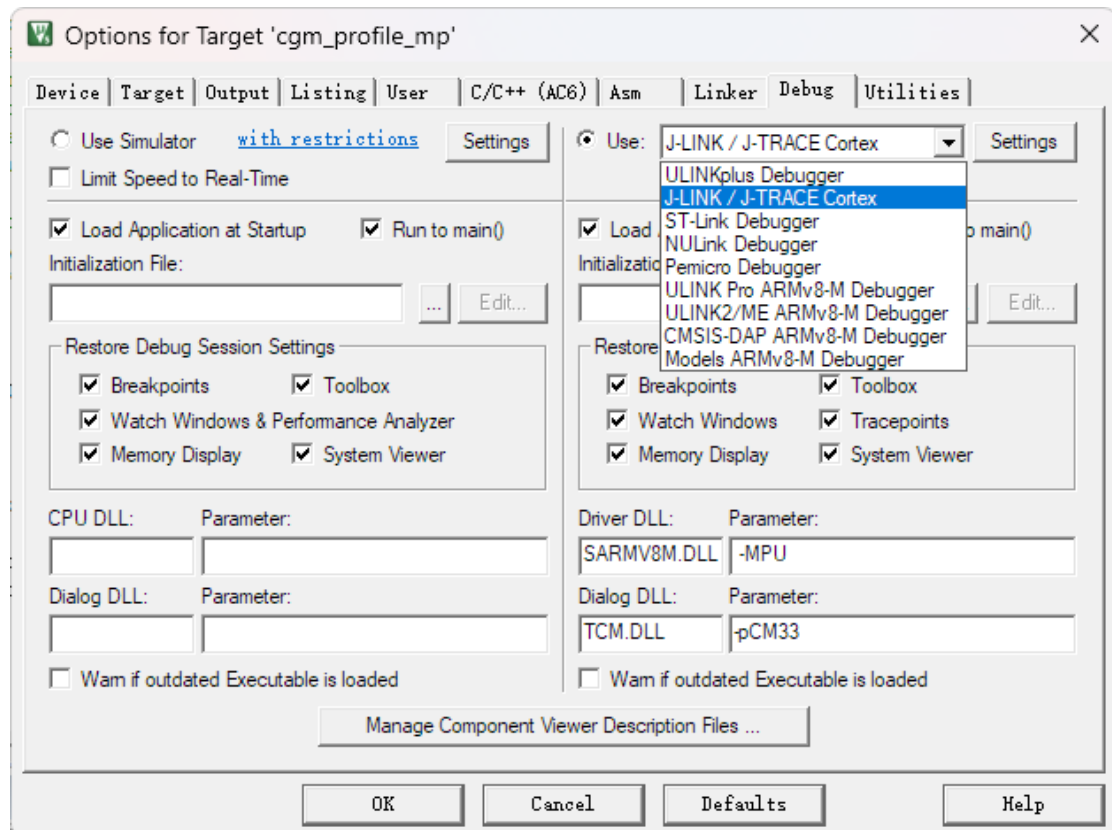 Options for Target 'cgm_profile_mp'
Device Target Output Listing User C/C++ (AC6) Asm Linker Debug Utilities
Use Simulator with restrictions Settings
Limit Speed to Real-Time
Load Application at Startup Run to main()
Initialization File:
... Edit...
Restore Debug Session Settings
Breakpoints Toolbox
Watch Windows & Performance Analyzer
Memory Display System Viewer
CPU DLL: Parameter:
Dialog DLL: Parameter:
Warn if outdated Executable is loaded
Use: J-LINK / J-TRACE Cortex Settings
ULINKplus Debugger
J-LINK / J-TRACE Cortex
ST-Link Debugger
NULink Debugger
Pemicro Debugger
ULINK Pro ARMv8-M Debugger
ULINK2/ME ARMv8-M Debugger
CMSIS-DAP ARMv8-M Debugger
Models ARMv8-M Debugger
Load main()
Edit...
Restore
Breakpoints Toolbox
Watch Windows Tracepoints
Memory Display System Viewer
Driver DLL: Parameter:
SARMV8M.DLL -MPU
Dialog DLL: Parameter:
TCM.DLL -pCM33
Warn if outdated Executable is loaded
Manage Component Viewer Description Files ...
OK Cancel Defaults Help